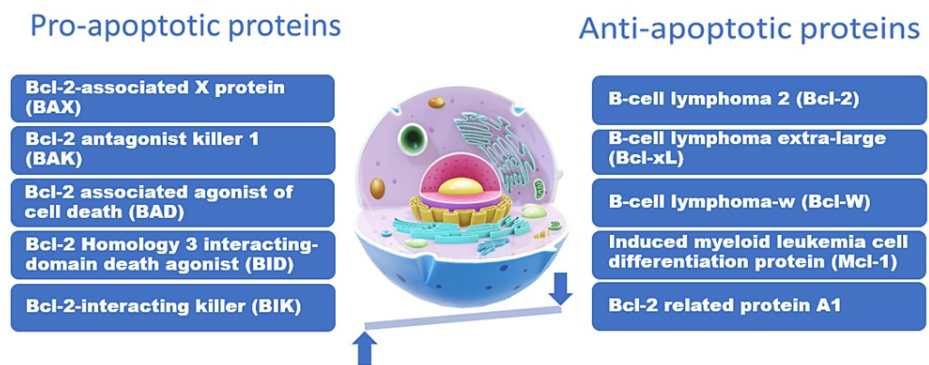 Pro-apoptotic proteins
Bcl-2-associated X protein
(BAX)
Bcl-2 antagonist killer 1
(BAK)
Bcl-2 associated agonist of
cell death (BAD)
Bcl-2 Homology 3 interacting-
domain death agonist (BID)
Bcl-2-interacting killer (BIK)
Anti-apoptotic proteins
B-cell lymphoma 2 (Bcl-2)
B-cell lymphoma extra-large
(Bcl-xL)
B-cell lymphoma-w (Bcl-W)
Induced myeloid leukemia cell
differentiation protein (Mcl-1)
Bcl-2 related protein A1